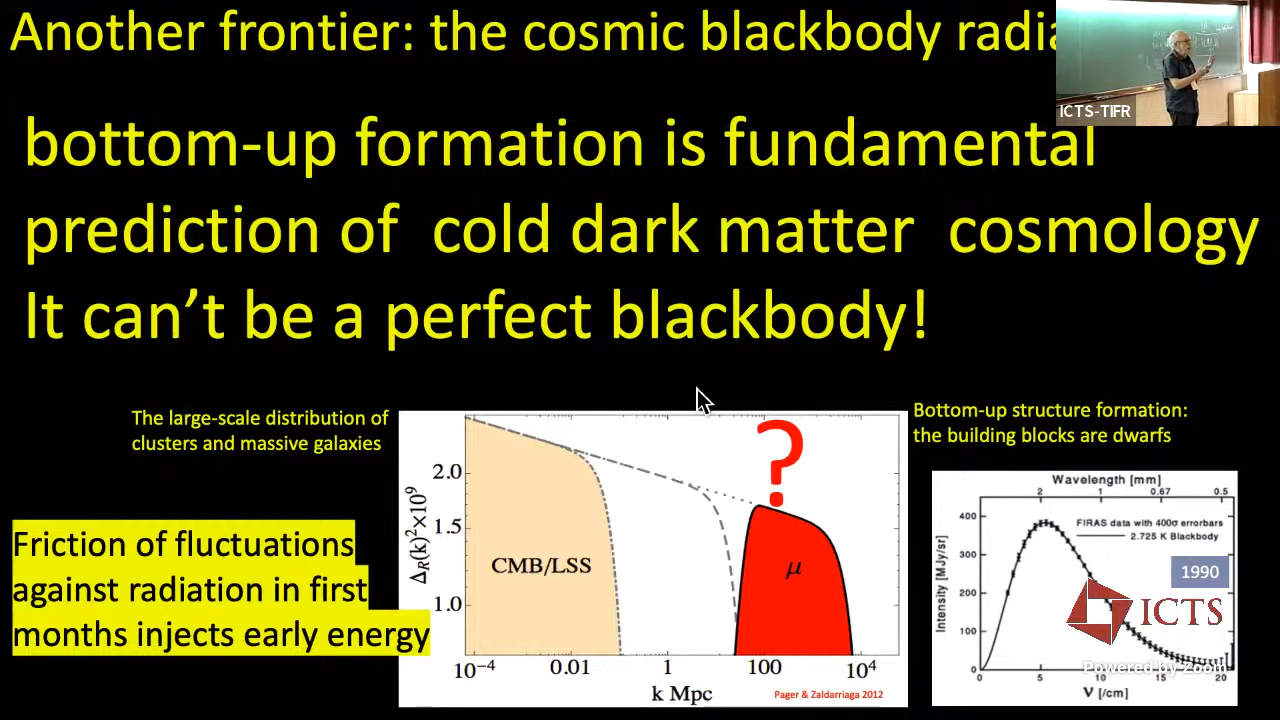 Another frontier: the cosmic blackbody
ICTS-TIFR
bottom-up formation is fundamental
prediction of cold dark matter cosmology
It can't be a perfect blackbody!
The large-scale distribution of
clusters and massive galaxies
Friction of fluctuations
against radiation in first
months injects early energy
?
2.0
1.5
1.0
Δ_R(k)²×10⁹
CMB/LSS
μ
10⁻⁴
0.01
1
100
10⁴
k Mpc
Pager & Zaldarriaga 2012
Bottom-up structure formation:
the building blocks are dwarfs
Wavelength [mm]
2 1 0.67 0.5
FIRAS data with 400σ errorbars
2.725 K Blackbody
1990
400
300
200
100
0
Intensity [MJy/sr]
ICTS
Powered by Zoom
0 5 10 15 20
ν [/cm]